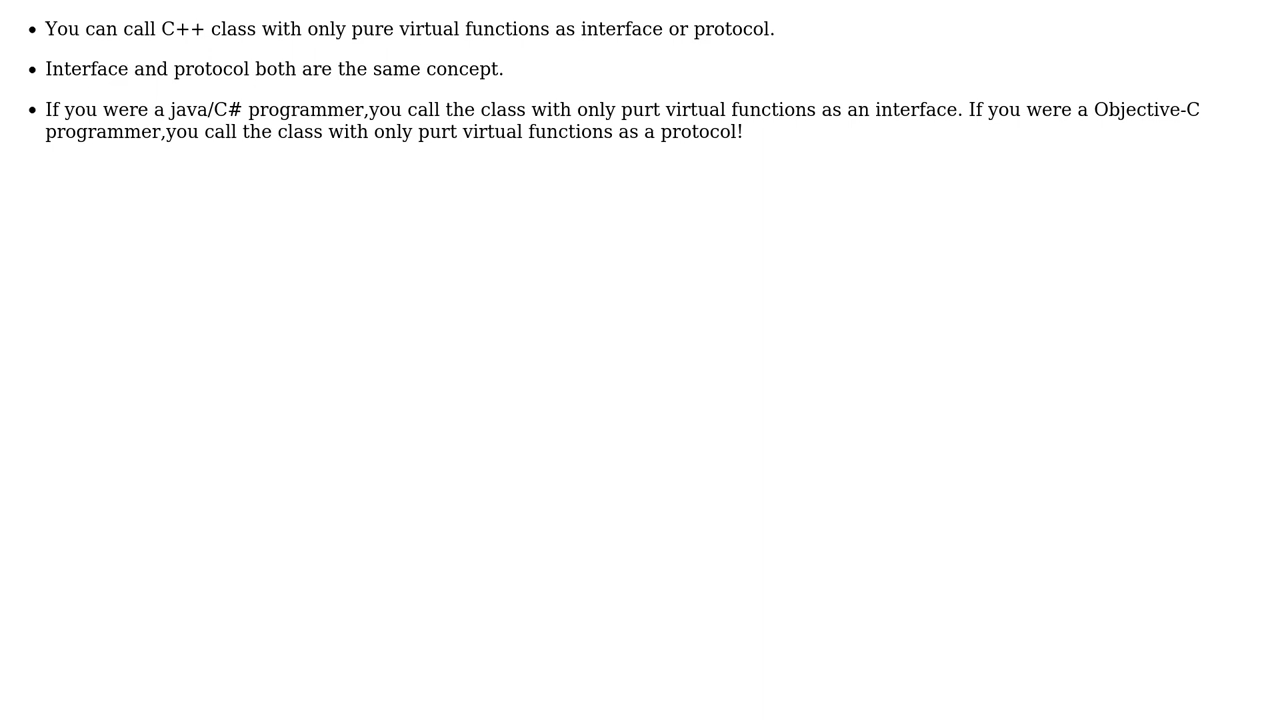 You can call C++ class with only pure virtual functions as interface or protocol.
Interface and protocol both are the same concept.
If you were a java/C# programmer,you call the class with only purt virtual functions as an interface. If you were a Objective-C
programmer,you call the class with only purt virtual functions as a protocol!